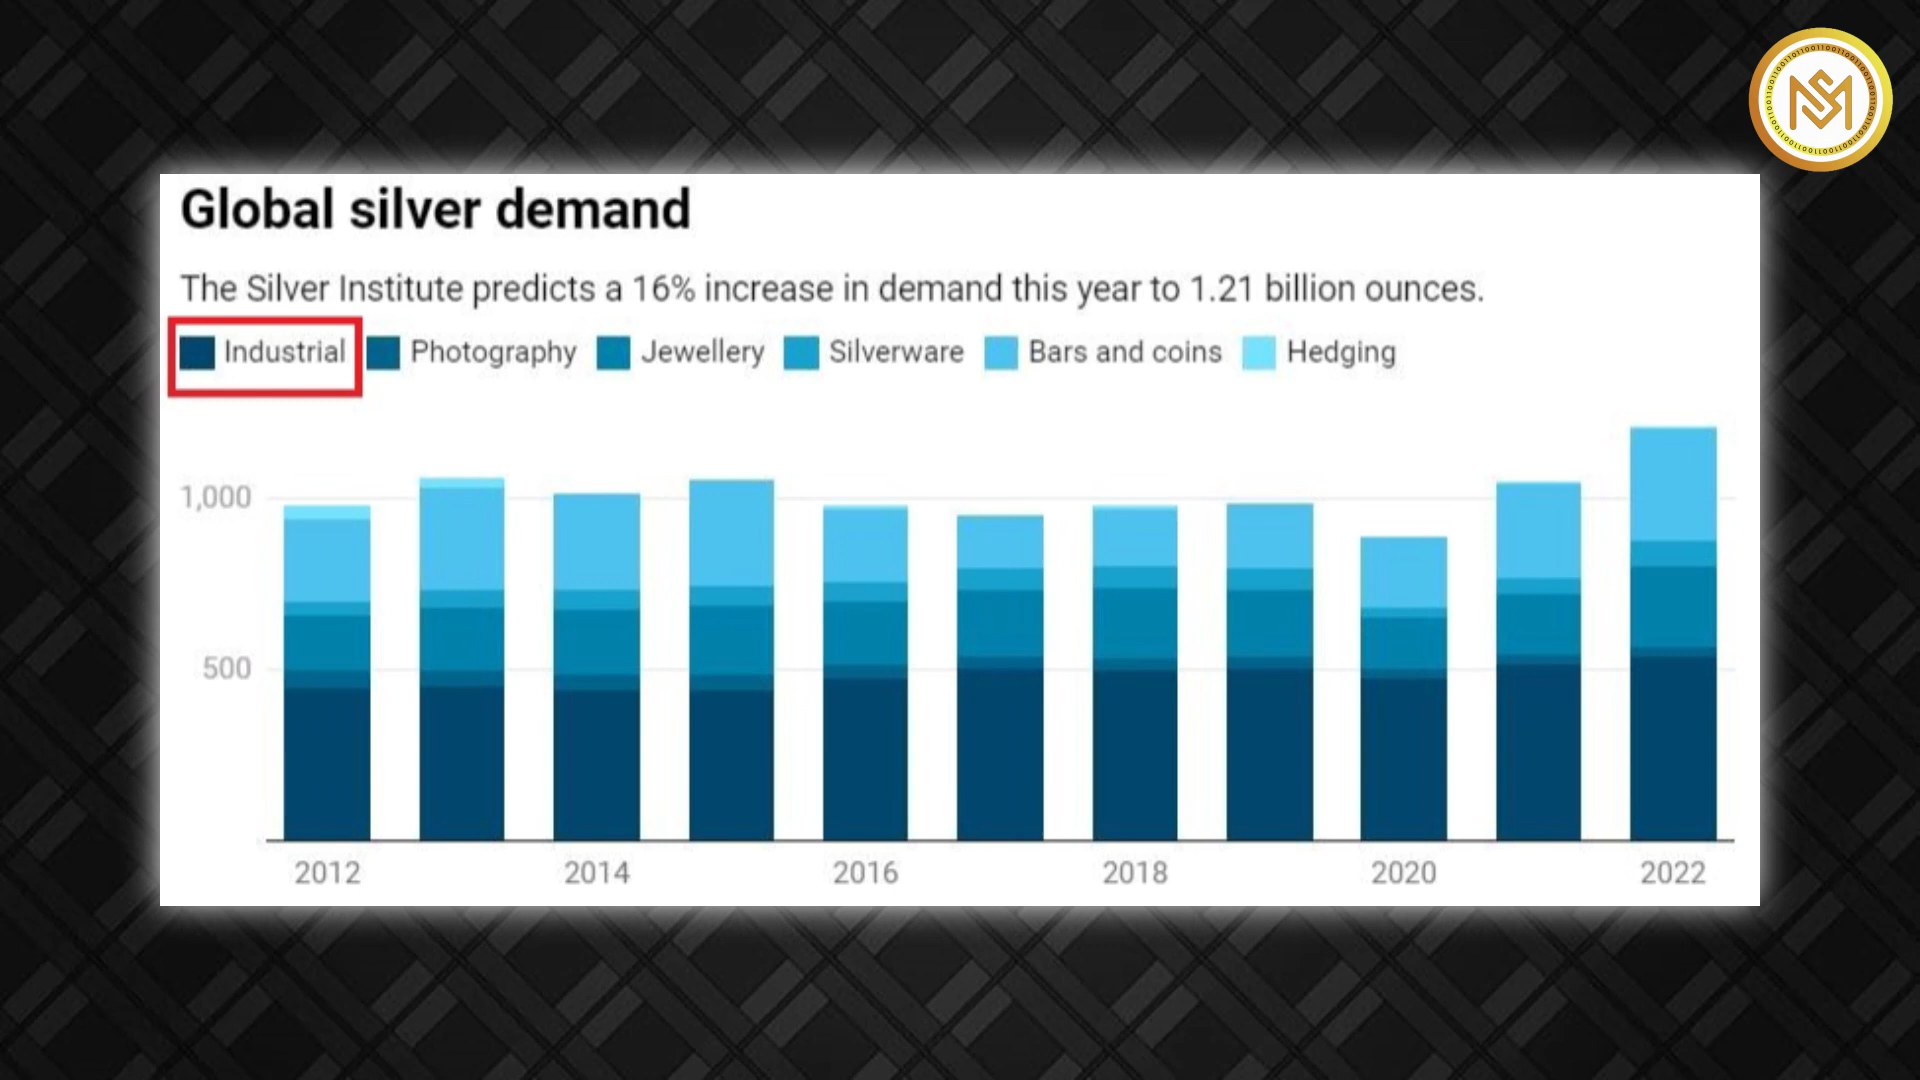 Global silver demand
The Silver Institute predicts a 16% increase in demand this year to 1.21 billion ounces.
Industrial Photography Jewellery Silverware Bars and coins Hedging
1,000
500
2012 2014 2016 2018 2020 2022